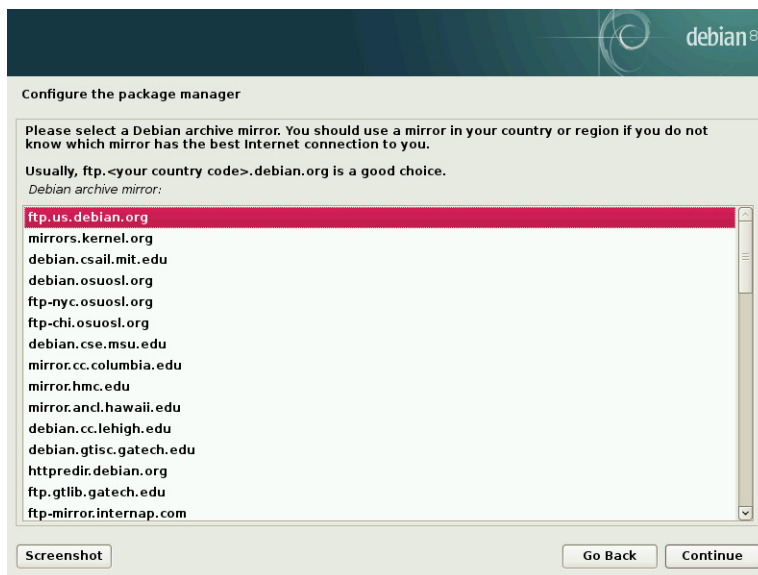 debian 8
Configure the package manager
Please select a Debian archive mirror. You should use a mirror in your country or region if you do not
know which mirror has the best Internet connection to you.
Usually, ftp.<your country code>.debian.org is a good choice.
Debian archive mirror:
ftp.us.debian.org
mirrors.kernel.org
debian.csail.mit.edu
debian.osuosl.org
ftp-nyc.osuosl.org
ftp-chi.osuosl.org
debian.cse.msu.edu
mirror.cc.columbia.edu
mirror.hmc.edu
mirror.ancl.hawaii.edu
debian.cc.lehigh.edu
debian.gtisc.gatech.edu
httpredir.debian.org
ftp.gtlib.gatech.edu
ftp-mirror.internap.com
Screenshot Go Back Continue